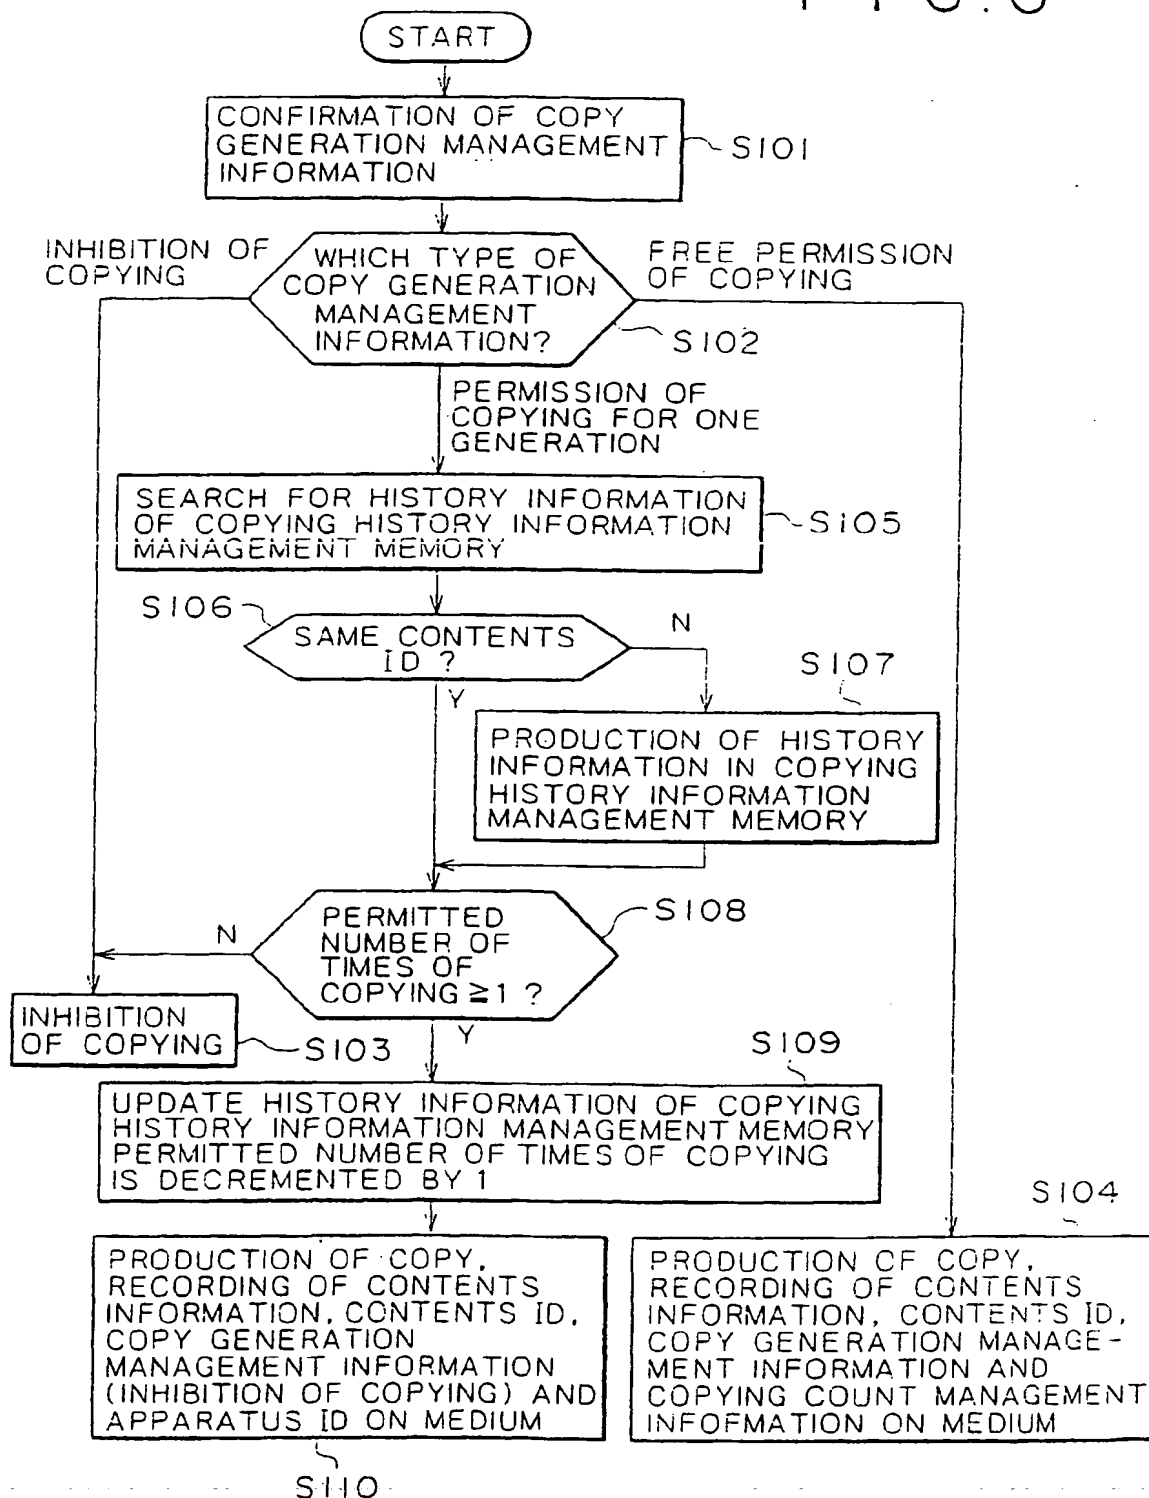 START
CONFIRMATION OF COPY
GENERATION MANAGEMENT
INFORMATION
S101
INHIBITION OF
COPYING
WHICH TYPE OF
COPY GENERATION
MANAGEMENT
INFORMATION?
S102
FREE PERMISSION
OF COPYING
PERMISSION OF
COPYING FOR ONE
GENERATION
SEARCH FOR HISTORY INFORMATION
OF COPYING HISTORY INFORMATION
MANAGEMENT MEMORY
S105
S106
SAME CONTENTS
ID ?
N
Y
S107
PRODUCTION OF HISTORY
INFORMATION IN COPYING
HISTORY INFORMATION
MANAGEMENT MEMORY
PERMITTED
NUMBER OF
TIMES OF
COPYING ≧ 1 ?
S108
N
Y
INHIBITION
OF COPYING
S103
S109
UPDATE HISTORY INFORMATION OF COPYING
HISTORY INFORMATION MANAGEMENT MEMORY
PERMITTED NUMBER OF TIMES OF COPYING
IS DECREMENTED BY 1
S104
PRODUCTION OF COPY,
RECORDING OF CONTENTS
INFORMATION, CONTENTS ID,
COPY GENERATION
MANAGEMENT INFORMATION
(INHIBITION OF COPYING) AND
APPARATUS ID ON MEDIUM
S110
PRODUCTION OF COPY,
RECORDING OF CONTENTS
INFORMATION, CONTENTS ID,
COPY GENERATION MANAGE-
MENT INFORMATION AND
COPYING COUNT MANAGEMENT
INFOFMATION ON MEDIUM